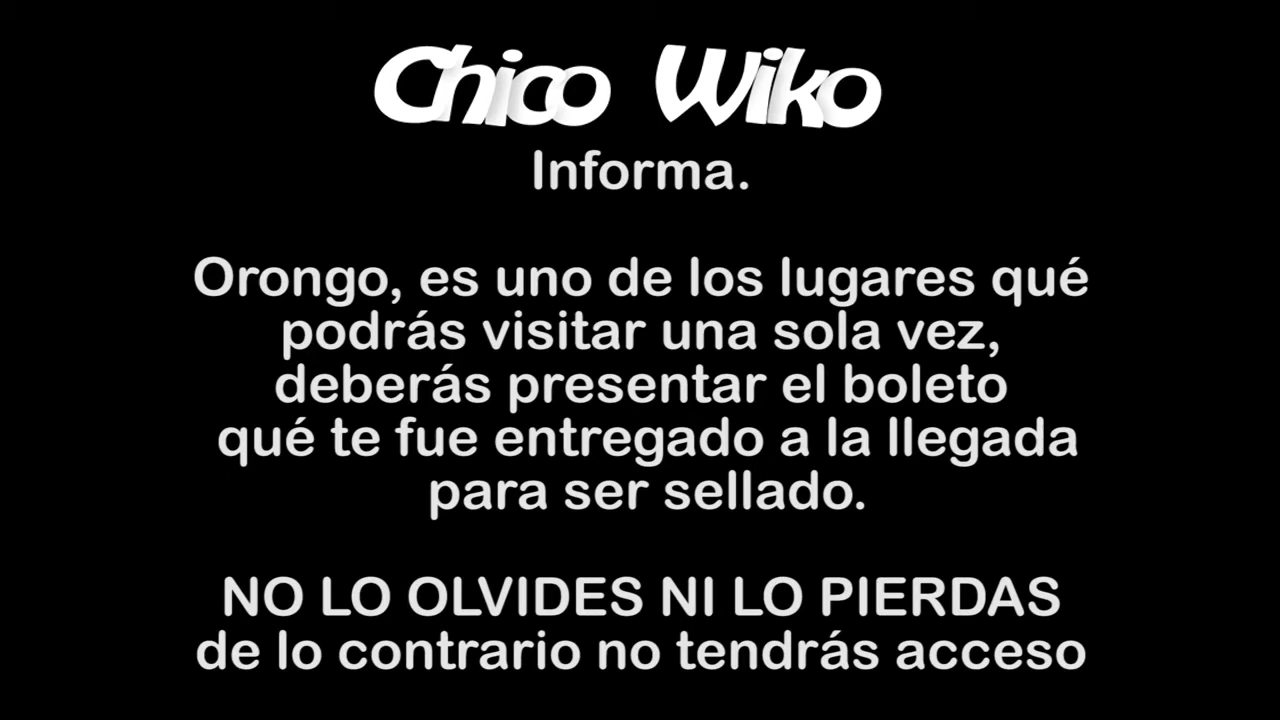 Chico Wiko
Informa.
Orongo, es uno de los lugares qué
podrás visitar una sola vez,
deberás presentar el boleto
qué te fue entregado a la llegada
para ser sellado.
NO LO OLVIDES NI LO PIERDAS
de lo contrario no tendrás acceso